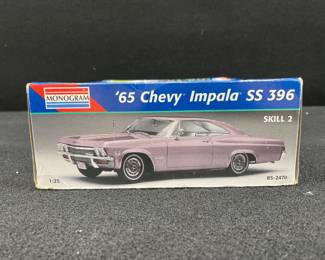 MONOGRAM
'65 Chevy Impala SS 396
SKILL 2
1:25
85-2470